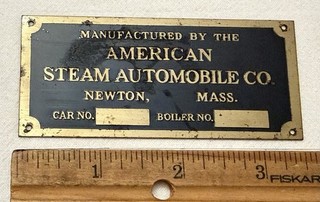 MANUFACTURED BY THE
AMERICAN
STEAM AUTOMOBILE CO.
NEWTON, MASS.
CAR NO. BOILER NO.
1 2 3 FISKAR